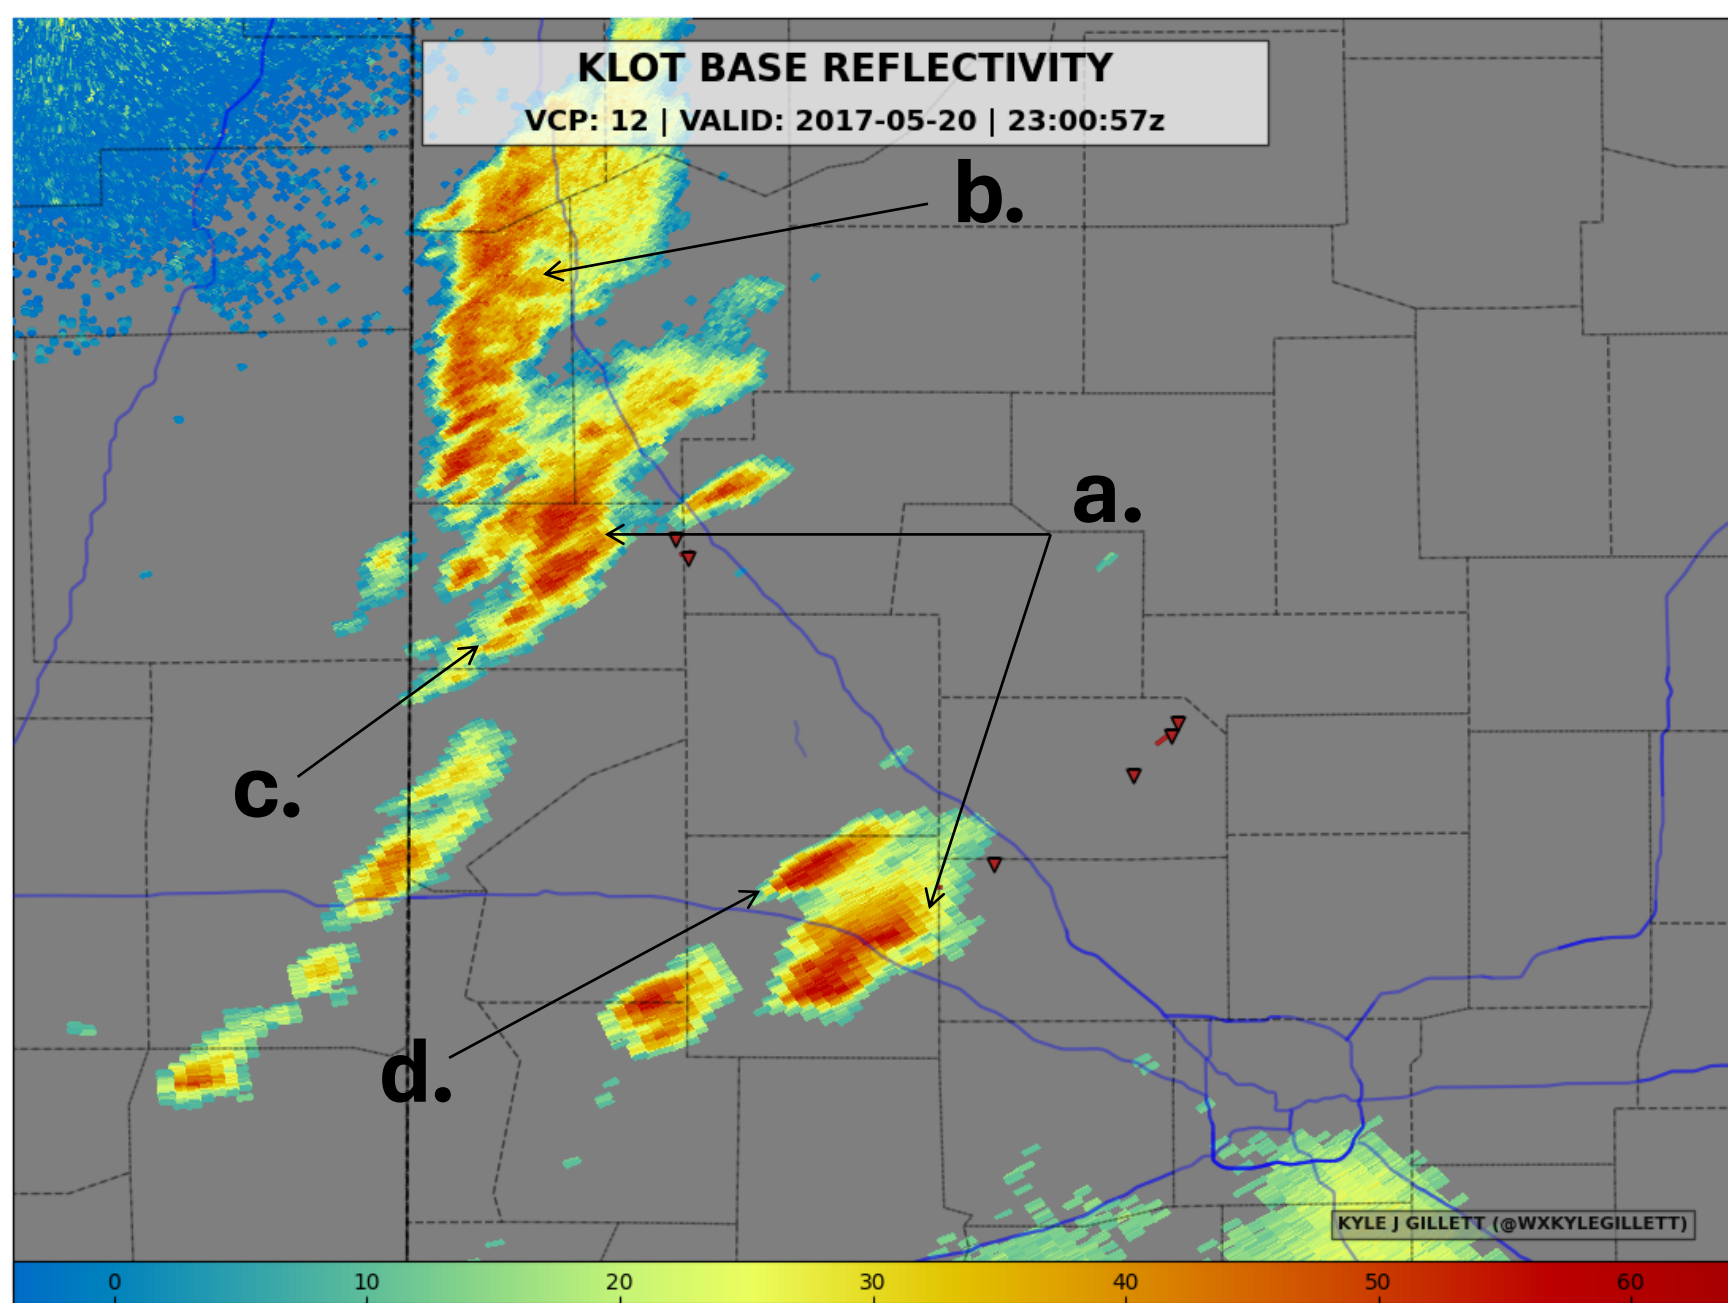 KLOT BASE REFLECTIVITY
VCP: 12 | VALID: 2017-05-20 | 23:00:57z
b.
a.
c.
d.
KYLE J GILLETT (@WXKYLEGILLETT)
0 10 20 30 40 50 60